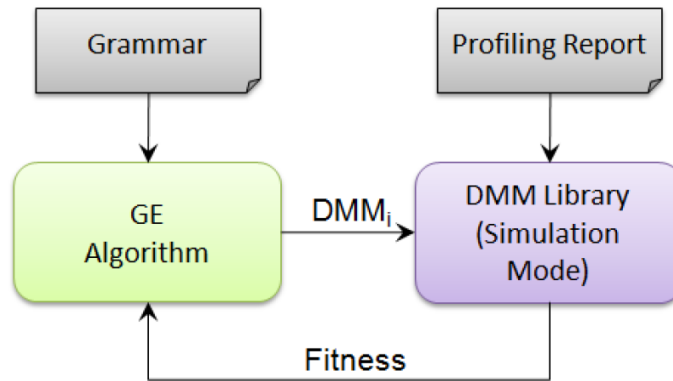 Grammar
Profiling Report
GE
Algorithm
DMMi
DMM Library
(Simulation
Mode)
Fitness